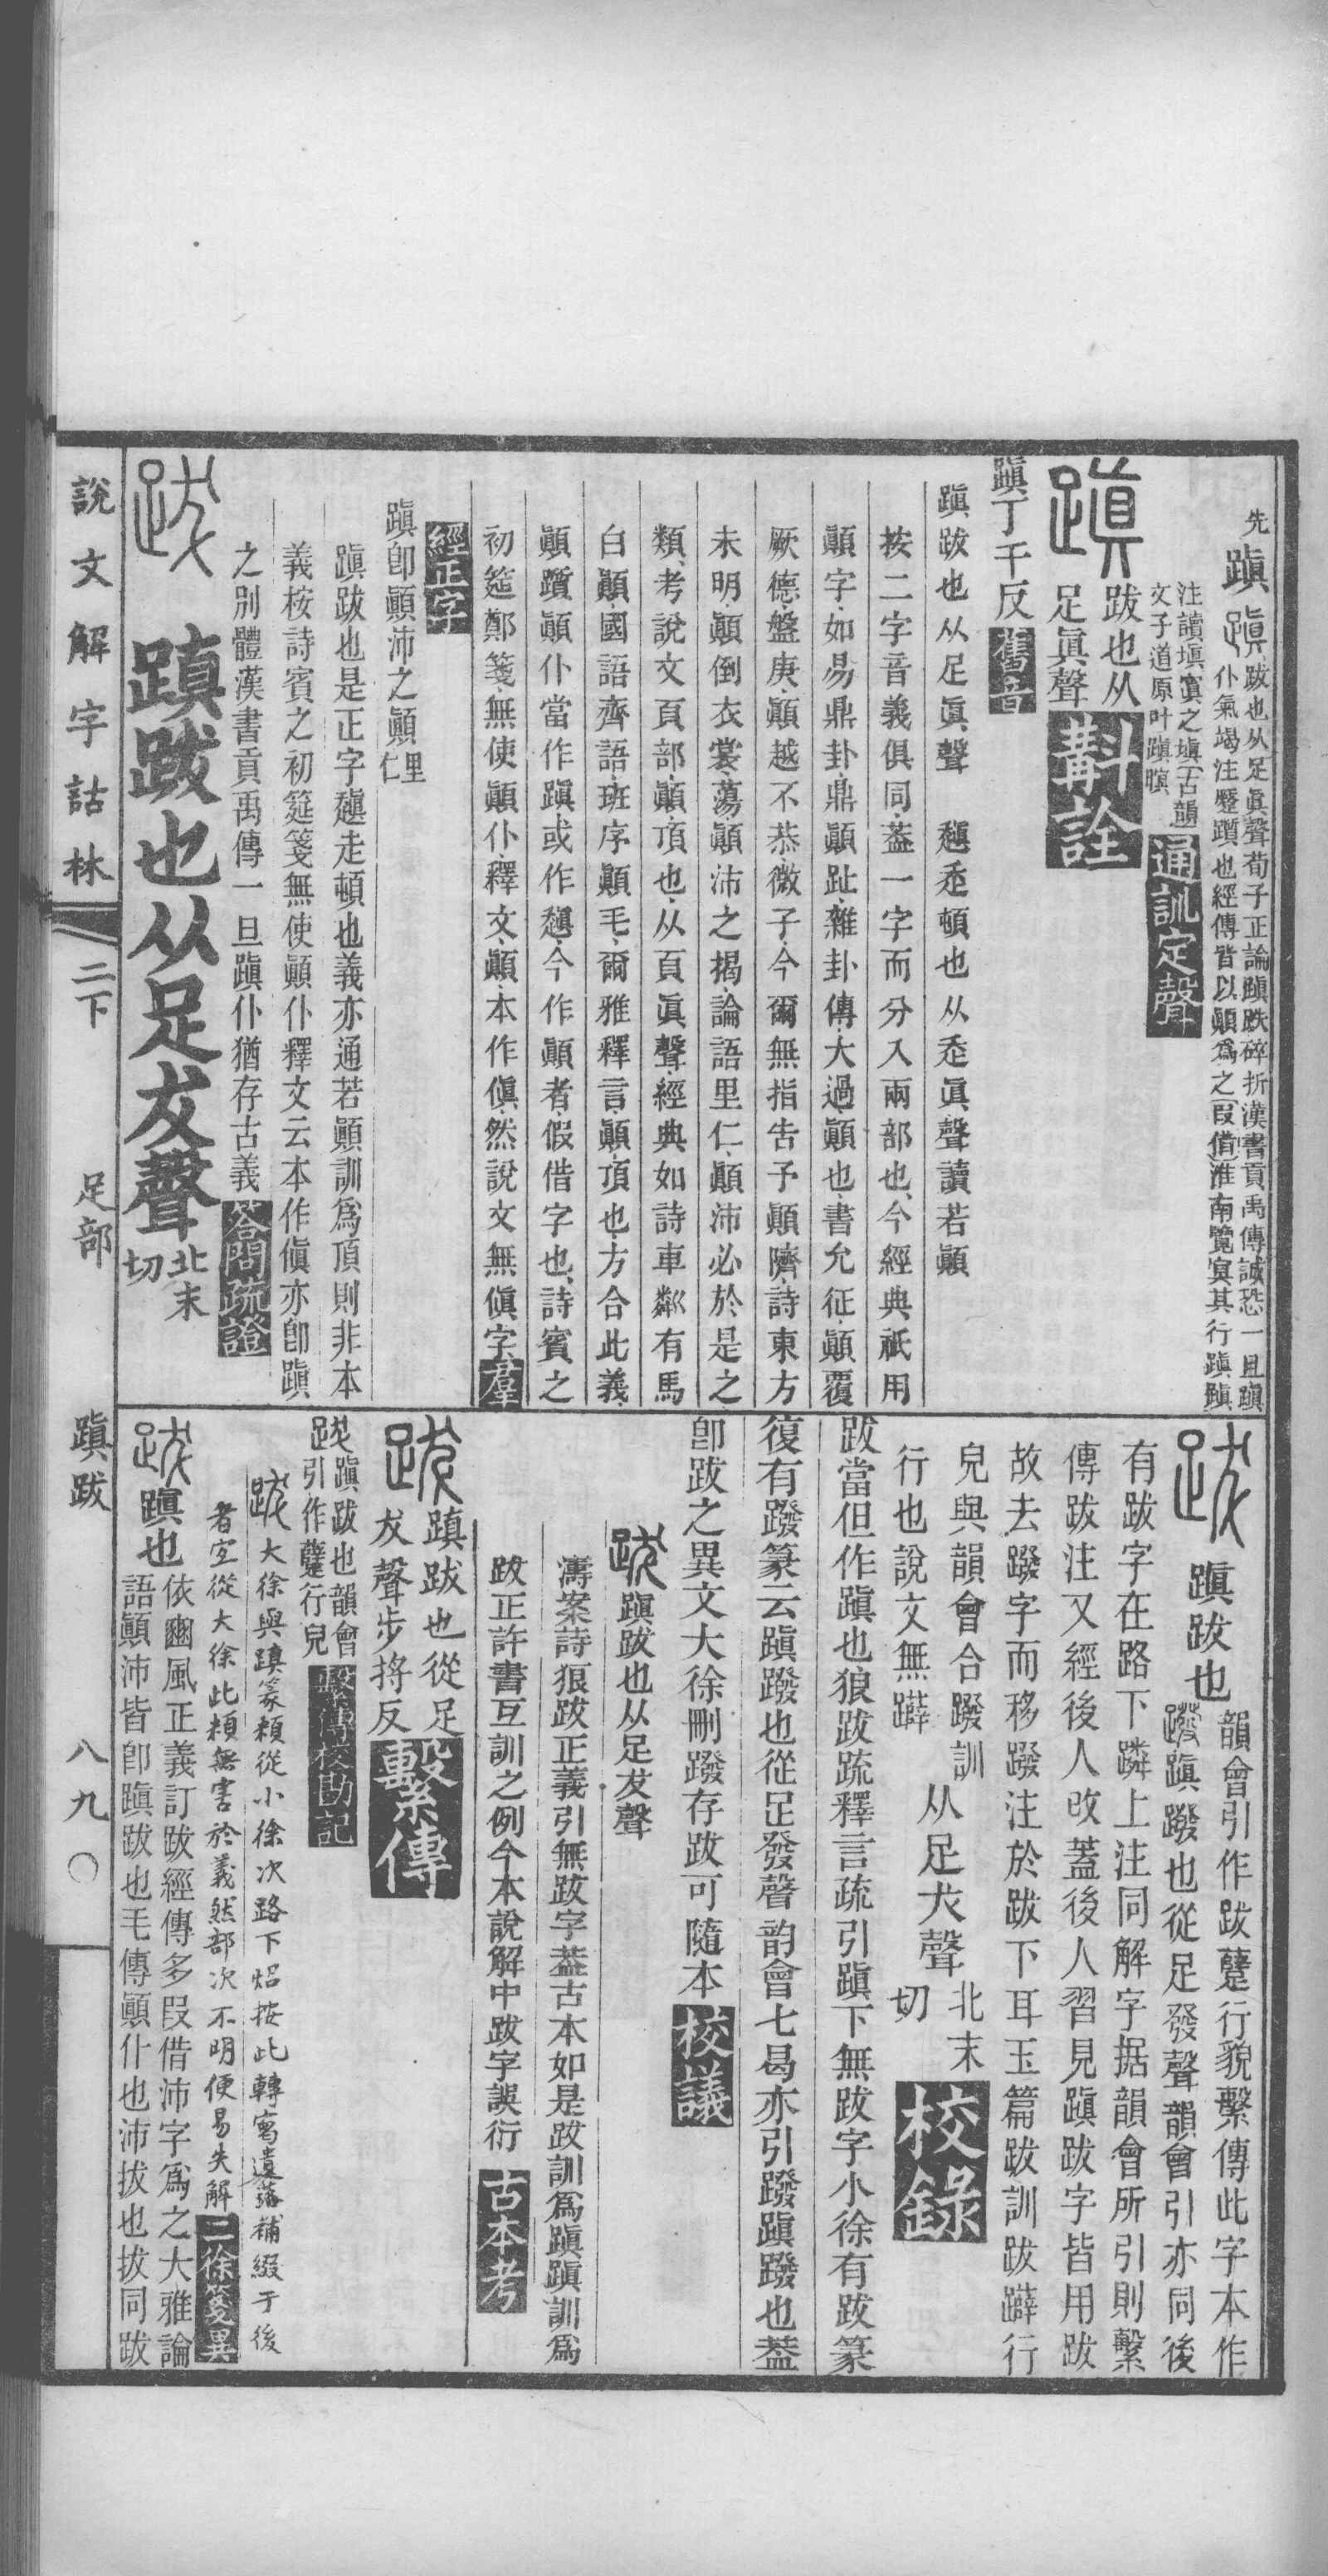 先
蹎
蹎跋也从足眞聲荀子正論蹎跌碎折漢書貢禹傳誠恐一旦蹎
仆氣竭注蹷躓也經傳皆以顚爲之叚借淮南覽冥其行蹎蹎
注讀塡窴之塡古韻
文子道原叶蹎瞑
通訓定聲
蹎
跋也从
足眞聲
斠詮
蹎丁千反舊音
蹎跋也从足眞聲 趚走頓也从走眞聲讀若顚
按二字音義俱同葢一字而分入兩部也今經典祇用
顚字如易鼎卦鼎顚趾雜卦傳大過顚也書允征顚覆
厥德盤庚顚越不恭微子今爾無指告予顚隮詩東方
未明顚倒衣裳蕩顚沛之揭論語里仁顚沛必於是之
類考說文頁部顚頂也从頁眞聲經典如詩車鄰有馬
白顚國語齊語班序顚毛爾雅釋言顚頂也方合此義
顚躓顚仆當作蹎或作趚今作顚者假借字也詩賓之
初筵鄭箋無使顚仆釋文顚本作傎然說文無傎字羣
經正字
蹎卽顚沛之顚里仁
蹎跋也是正字趚走頓也義亦通若顚訓爲頂則非本
義桉詩賓之初筵箋無使顚仆釋文云本作傎亦卽蹎
之別體漢書貢禹傳一旦蹎仆猶存古義答問疏證
跋
蹎跋也从足犮聲
北末
切
說文解字詁林
二下
足部
蹎跋
八九〇
跋
蹎跋也
韻會引作跋躠行貌繫傳此字本作
蹳蹎蹳也從足發聲韻會引亦同後
有跋字在路下蹸上注同解字据韻會所引則繫
傳跋注又經後人改蓋後人習見蹎跋字皆用跋
故去蹳字而移蹳注於跋下耳玉篇跋訓跋躃行
皃與韻會合蹳訓
行也說文無躃
从足犬聲
北末
切
校錄
跋當但作蹎也狼跋疏釋言疏引蹎下無跋字小徐有跋篆
復有蹳篆云蹎蹳也從足發聲韵會七曷亦引蹳蹎蹳也葢
卽跋之異文大徐刪蹳存跋可隨本校議
跋蹎跋也从足犮聲
濤案詩狼跋正義引無跋字葢古本如是跋訓爲蹎蹎訓爲
跋正許書互訓之例今本說解中跋字誤衍 古本考
跋
蹎跋也從足
犮聲步捋反
繫傳
跋
蹎跋也韻會
引作躠行皃
繫傳校勘記
跋大徐與蹎篆類從小徐次路下炤按此轉寫遺落補綴于後
者宐從大徐此類無害於義然部次不明便易失解二徐箋異
跋
蹎也
依豳風正義訂跋經傳多叚借沛字爲之大雅論
語顚沛皆卽蹎跋也毛傳顚仆也沛拔也拔同跋